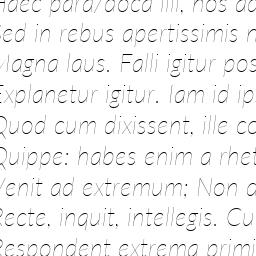 Haec para/doca illi, nos ad
Sed in rebus apertissimis n
Magna laus. Falli igitur pos
Explanetur igitur. Iam id ip
Quod cum dixissent, ille co
Quippe: habes enim a rhet
Venit ad extremum; Non a
Recte, inquit, intellegis. Cu
Respondent extrema primi